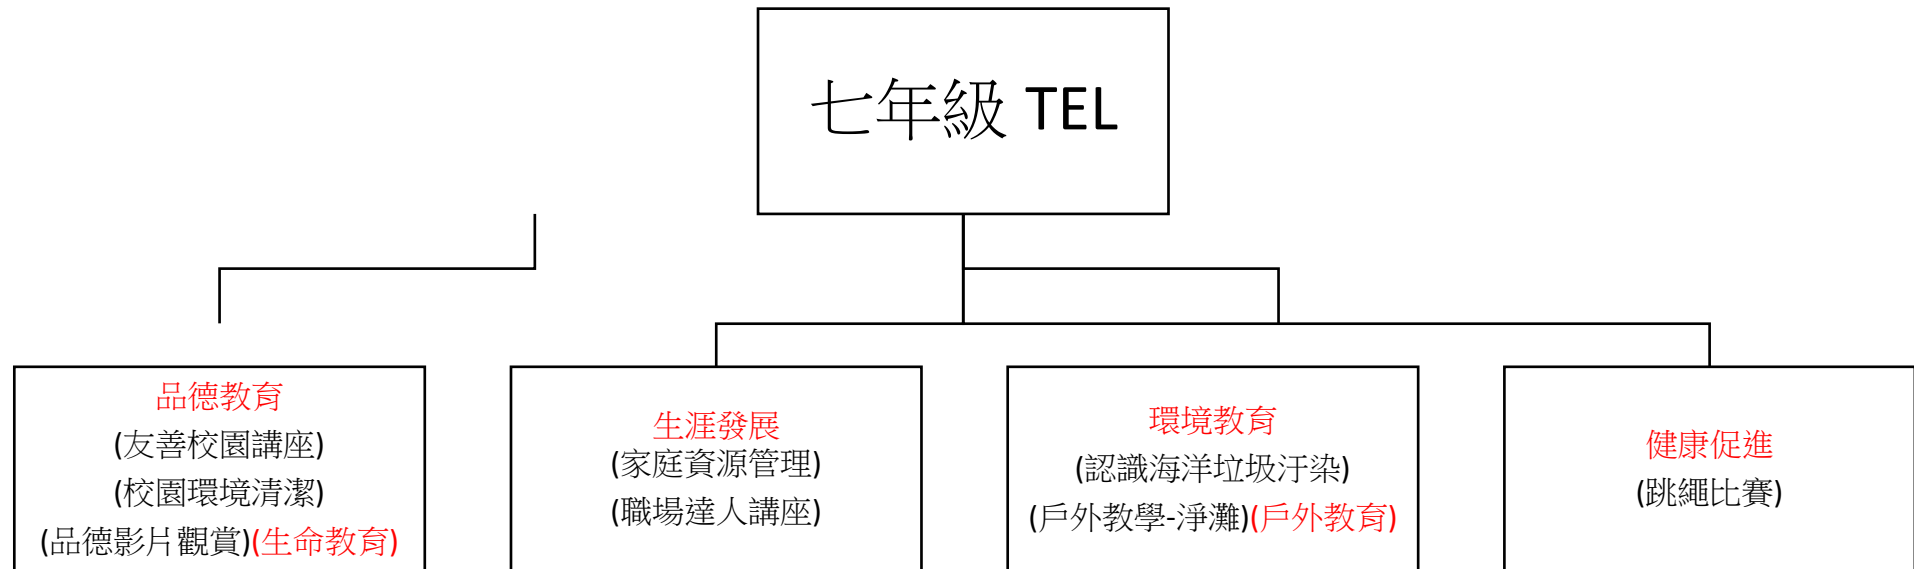 七年級 TEL
品德教育
(友善校園講座)
(校園環境清潔)
(品德影片觀賞)(生命教育)
生涯發展
(家庭資源管理)
(職場達人講座)
環境教育
(認識海洋垃圾汙染)
(戶外教學-淨灘)(戶外教育)
健康促進
(跳繩比賽)